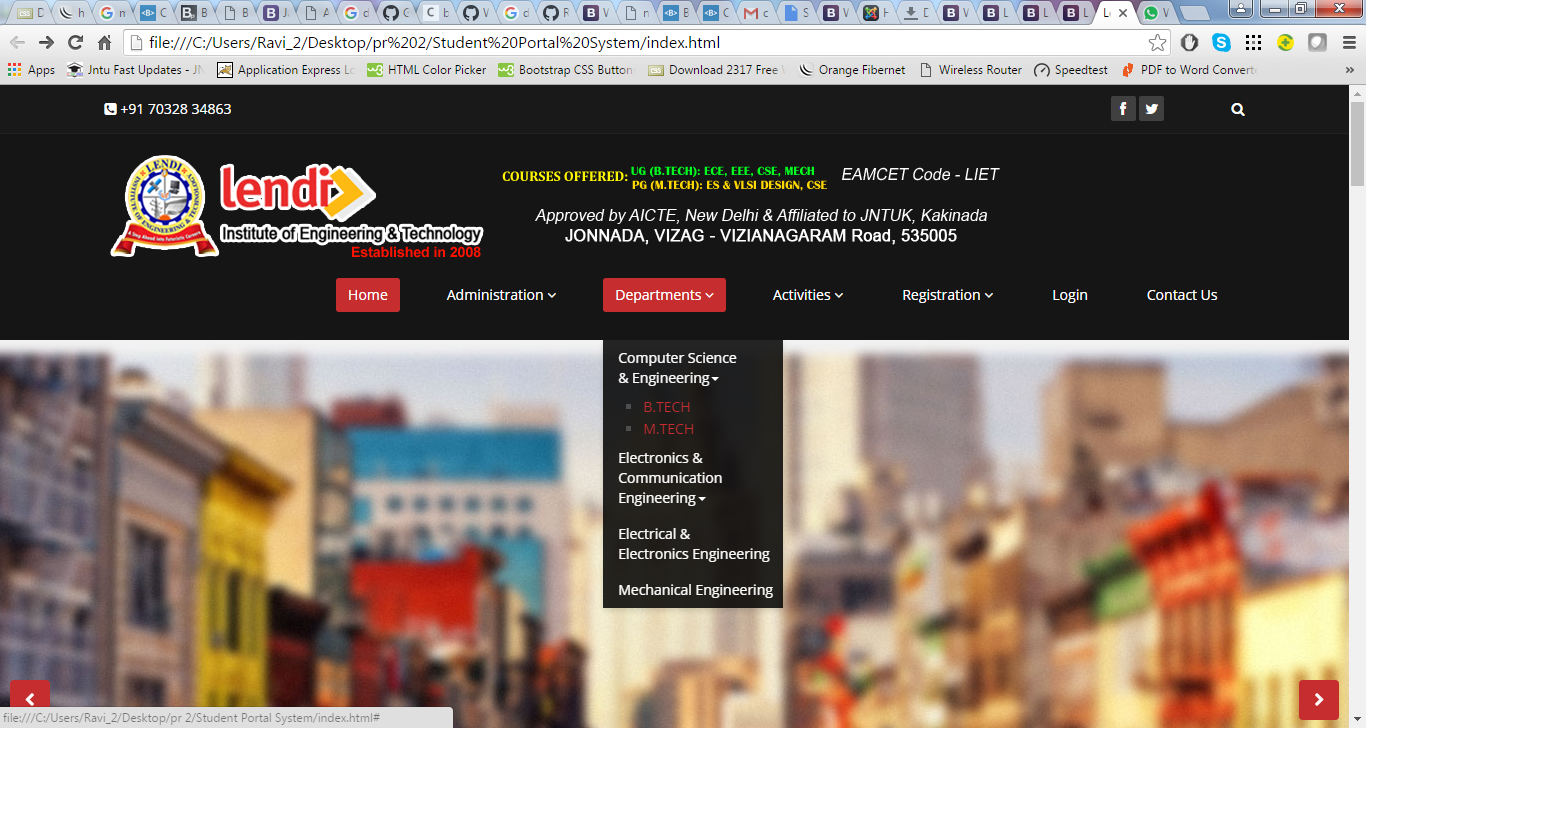 file:///C:/Users/Ravi_2/Desktop/pr%202/Student%20Portal%20System/index.html
Apps
Jntu Fast Updates - JN
Application Express Lo
HTML Color Picker
Bootstrap CSS Button
Download 2317 Free
Orange Fibernet
Wireless Router
Speedtest
PDF to Word Convert
+91 70328 34863
LENDI
lendi
Institute of Engineering & Technology
Established in 2008
COURSES OFFERED: UG (B.TECH): ECE, EEE, CSE, MECH
PG (M.TECH): ES & VLSI DESIGN, CSE
EAMCET Code - LIET
Approved by AICTE, New Delhi & Affiliated to JNTUK, Kakinada
JONNADA, VIZAG - VIZIANAGARAM Road, 535005
Home
Administration
Departments
Activities
Registration
Login
Contact Us
Computer Science
& Engineering
B.TECH
M.TECH
Electronics &
Communication
Engineering
Electrical &
Electronics Engineering
Mechanical Engineering
file:///C:/Users/Ravi_2/Desktop/pr 2/Student Portal System/index.html#